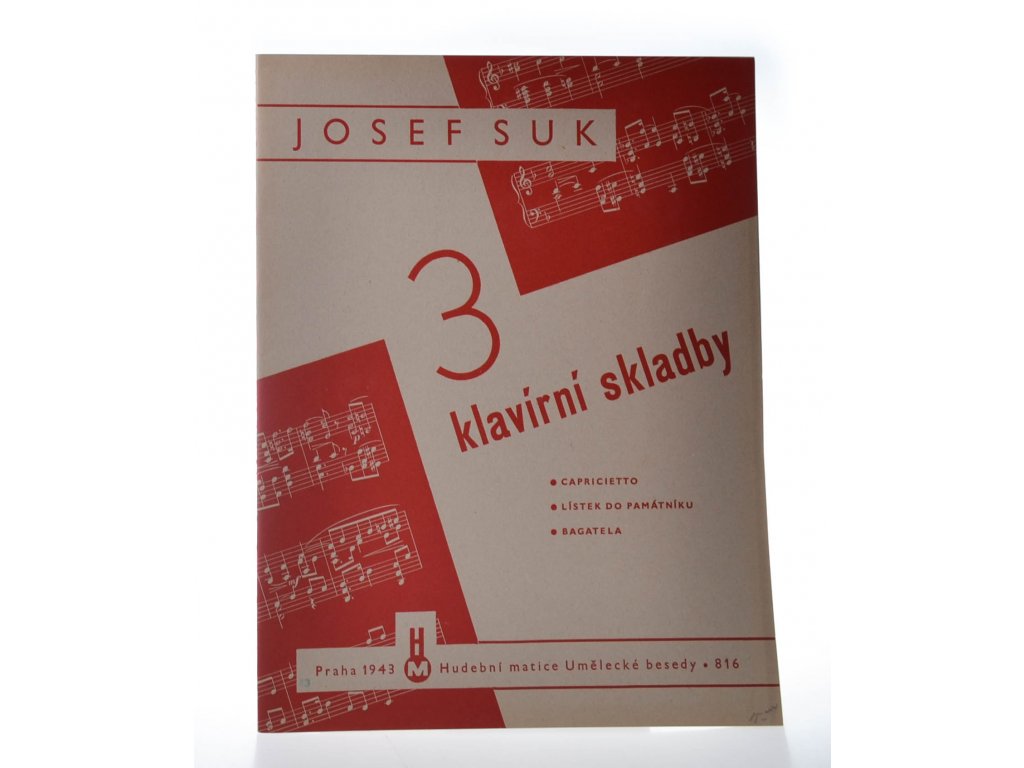 JOSEF SUK
3
klavírní skladby
• CAPRICIETTO
• LÍSTEK DO PAMÁTNÍKU
• BAGATELA
HM
Praha 1943 Hudební matice Umělecké besedy • 816